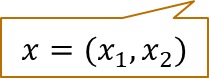 x = (x₁, x₂)